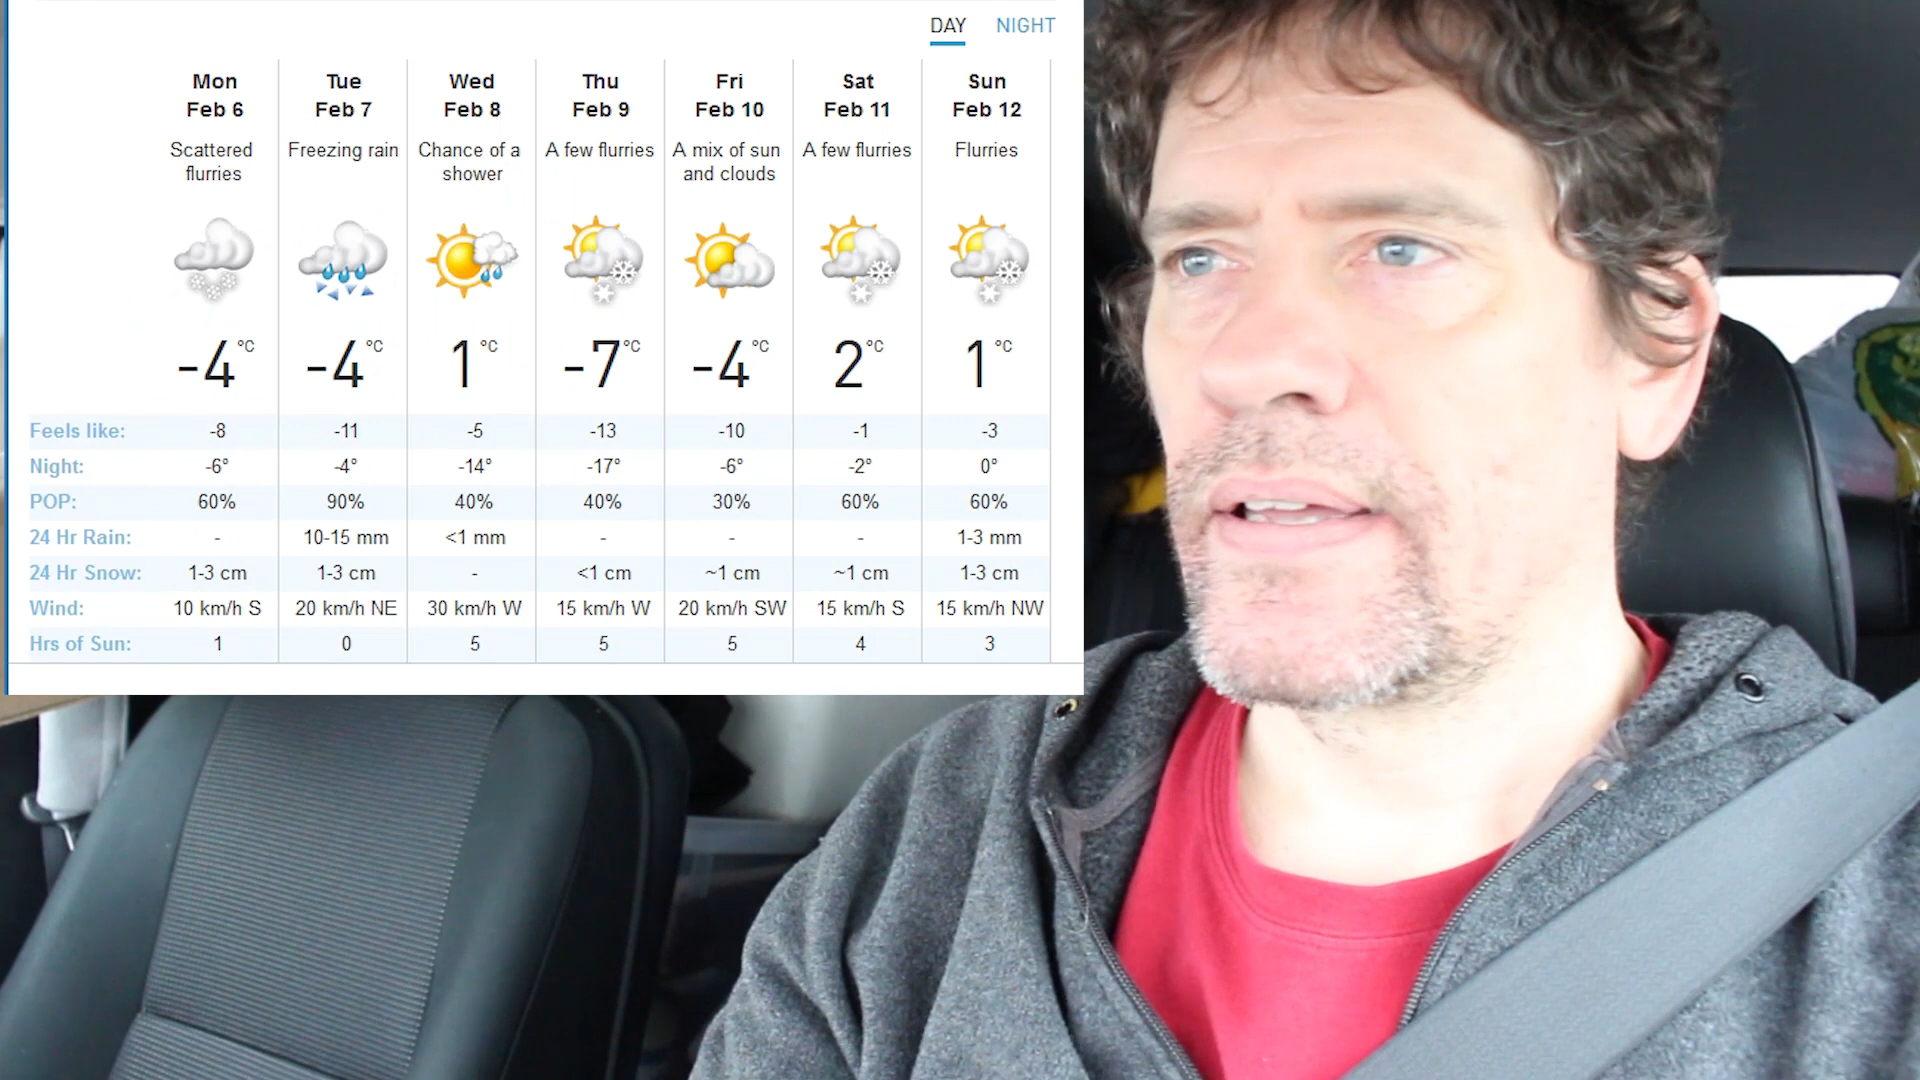 DAY NIGHT
Mon Tue Wed Thu Fri Sat Sun
Feb 6 Feb 7 Feb 8 Feb 9 Feb 10 Feb 11 Feb 12
Scattered Freezing rain Chance of a A few flurries A mix of sun A few flurries Flurries
flurries shower and clouds
-4°C -4°C 1°C -7°C -4°C 2°C 1°C
Feels like: -8 -11 -5 -13 -10 -1 -3
Night: -6° -4° -14° -17° -6° -2° 0°
POP: 60% 90% 40% 40% 30% 60% 60%
24 Hr Rain: - 10-15 mm <1 mm - - - 1-3 mm
24 Hr Snow: 1-3 cm 1-3 cm - <1 cm ~1 cm ~1 cm 1-3 cm
Wind: 10 km/h S 20 km/h NE 30 km/h W 15 km/h W 20 km/h SW 15 km/h S 15 km/h NW
Hrs of Sun: 1 0 5 5 5 4 3